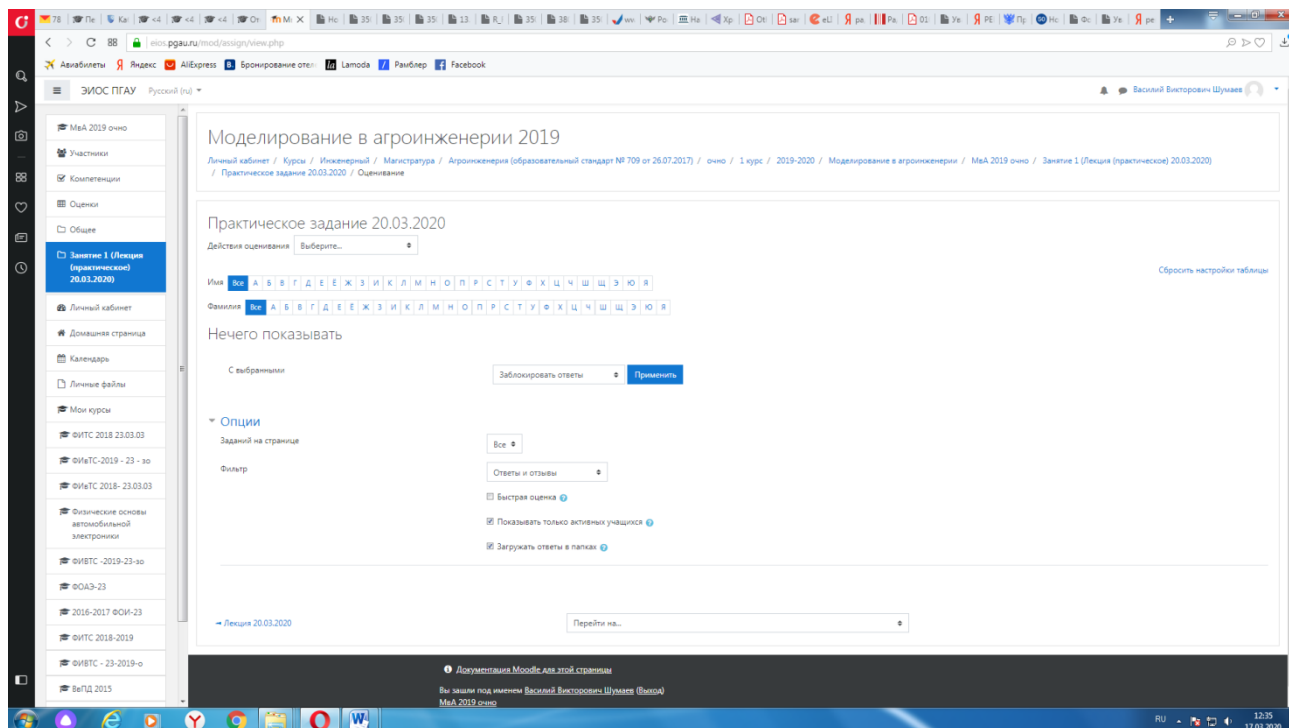 78
eios.pgau.ru/mod/assign/view.php
Авиабилеты Яндекс AliExpress Бронирование отел Lamoda Рамблер Facebook
ЭИОС ПГАУ Русский (ru)
Василий Викторович Шумаев
МвА 2019 очно
Участники
Компетенции
Оценки
Общее
Занятие 1 (Лекция
(практическое)
20.03.2020)
Личный кабинет
Домашняя страница
Календарь
Личные файлы
Мои курсы
ФИТС 2018 23.03.03
ФИвТС-2019 - 23 - зо
ФИвТС 2018- 23.03.03
Физические основы
автомобильной
электроники
ФИВТС -2019-23-зо
ФОАЭ-23
2016-2017 ФОИ-23
ФИТС 2018-2019
ФИВТС - 23-2019-о
ВвПД 2015
Моделирование в агроинженерии 2019
Личный кабинет / Курсы / Инженерный / Магистратура / Агроинженерия (образовательный стандарт № 709 от 26.07.2017) / очно / 1 курс / 2019-2020 / Моделирование в агроинженерии / МвА 2019 очно / Занятие 1 (Лекция (практическое) 20.03.2020)
/ Практическое задание 20.03.2020 / Оценивание
Практическое задание 20.03.2020
Действия оценивания Выберите...
Сбросить настройки таблицы
Имя Все А Б В Г Д Е Ё Ж З И К Л М Н О П Р С Т У Ф Х Ц Ч Ш Щ Э Ю Я
Фамилия Все А Б В Г Д Е Ё Ж З И К Л М Н О П Р С Т У Ф Х Ц Ч Ш Щ Э Ю Я
Нечего показывать
С выбранными Заблокировать ответы Применить
Опции
Заданий на странице Все
Фильтр Ответы и отзывы
Быстрая оценка
Показывать только активных учащихся
Загружать ответы в папках
Лекция 20.03.2020 Перейти на...
Документация Moodle для этой страницы
Вы зашли под именем Василий Викторович Шумаев (Выход)
МвА 2019 очно
RU 12:35
17.03.2020